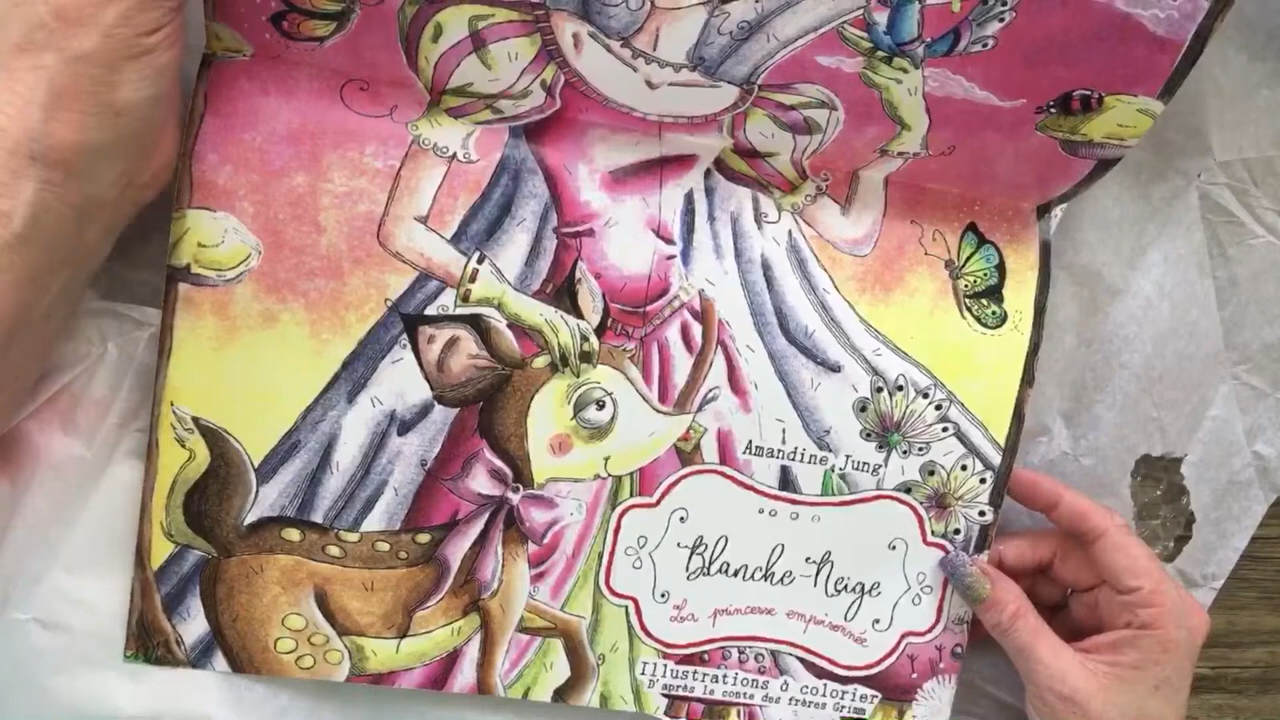 Amandine Jung
Blanche-Neige
La princesse empoisonnée
Illustrations à colorier
D'après le conte des frères Grimm